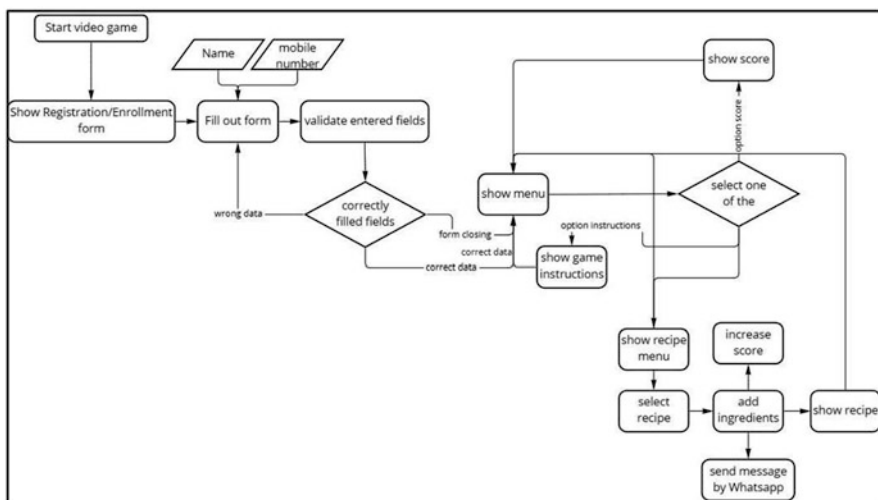 Start video game
Name
mobile
number
Show Registration/Enrollment
form
Fill out form
validate entered fields
correctly
filled fields
wrong data
form closing
correct data
correct data
show menu
show score
option score
select one
of the
option instructions
show game
instructions
show recipe
menu
increase
score
select
recipe
add
ingredients
show recipe
send message
by Whatsapp